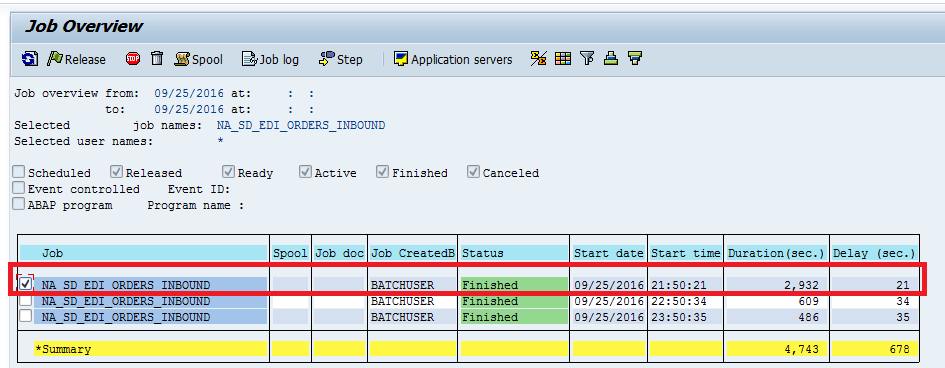 Job Overview
Release Spool Job log Step Application servers
Job overview from: 09/25/2016 at: : :
to: 09/25/2016 at: : :
Selected job names: NA_SD_EDI_ORDERS_INBOUND
Selected user names: *
Scheduled Released Ready Active Finished Canceled
Event controlled Event ID:
ABAP program Program name :
Job Spool Job doc Job CreatedB Status Start date Start time Duration(sec.) Delay (sec.)
NA_SD_EDI_ORDERS_INBOUND BATCHUSER Finished 09/25/2016 21:50:21 2,932 21
NA_SD_EDI_ORDERS_INBOUND BATCHUSER Finished 09/25/2016 22:50:34 609 34
NA_SD_EDI_ORDERS_INBOUND BATCHUSER Finished 09/25/2016 23:50:35 486 35
*Summary 4,743 678